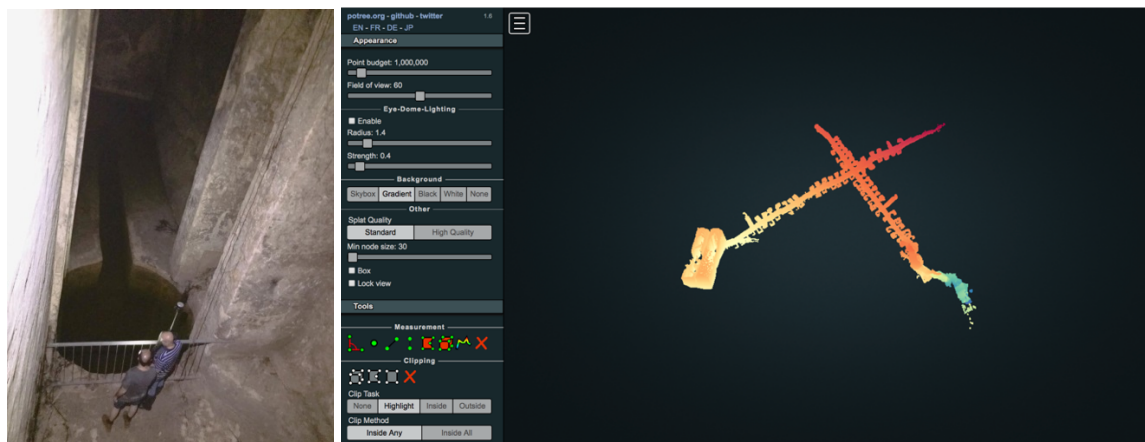 potree.org - github - twitter 1.6
EN - FR - DE - JP
Appearance
Point budget: 1,000,000
Field of view: 60
Eye-Dome-Lighting
Enable
Radius: 1.4
Strength: 0.4
Background
Skybox Gradient Black White None
Other
Splat Quality
Standard High Quality
Min node size: 30
Box
Lock view
Tools
Measurement
Clipping
Clip Task
None Highlight Inside Outside
Clip Method
Inside Any Inside All